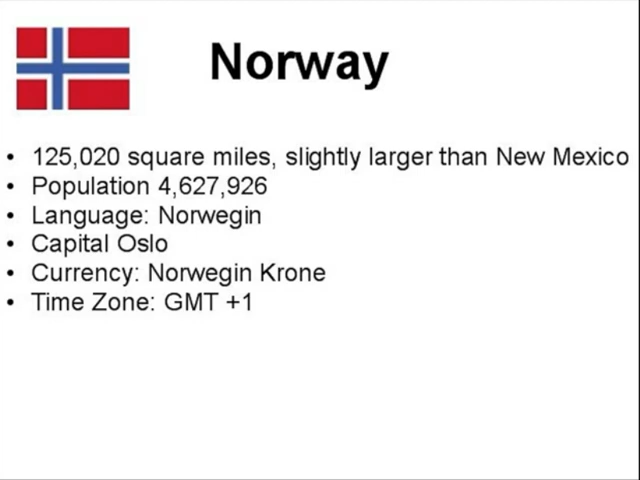 Norway
• 125,020 square miles, slightly larger than New Mexico
• Population 4,627,926
• Language: Norwegin
• Capital Oslo
• Currency: Norwegin Krone
• Time Zone: GMT +1